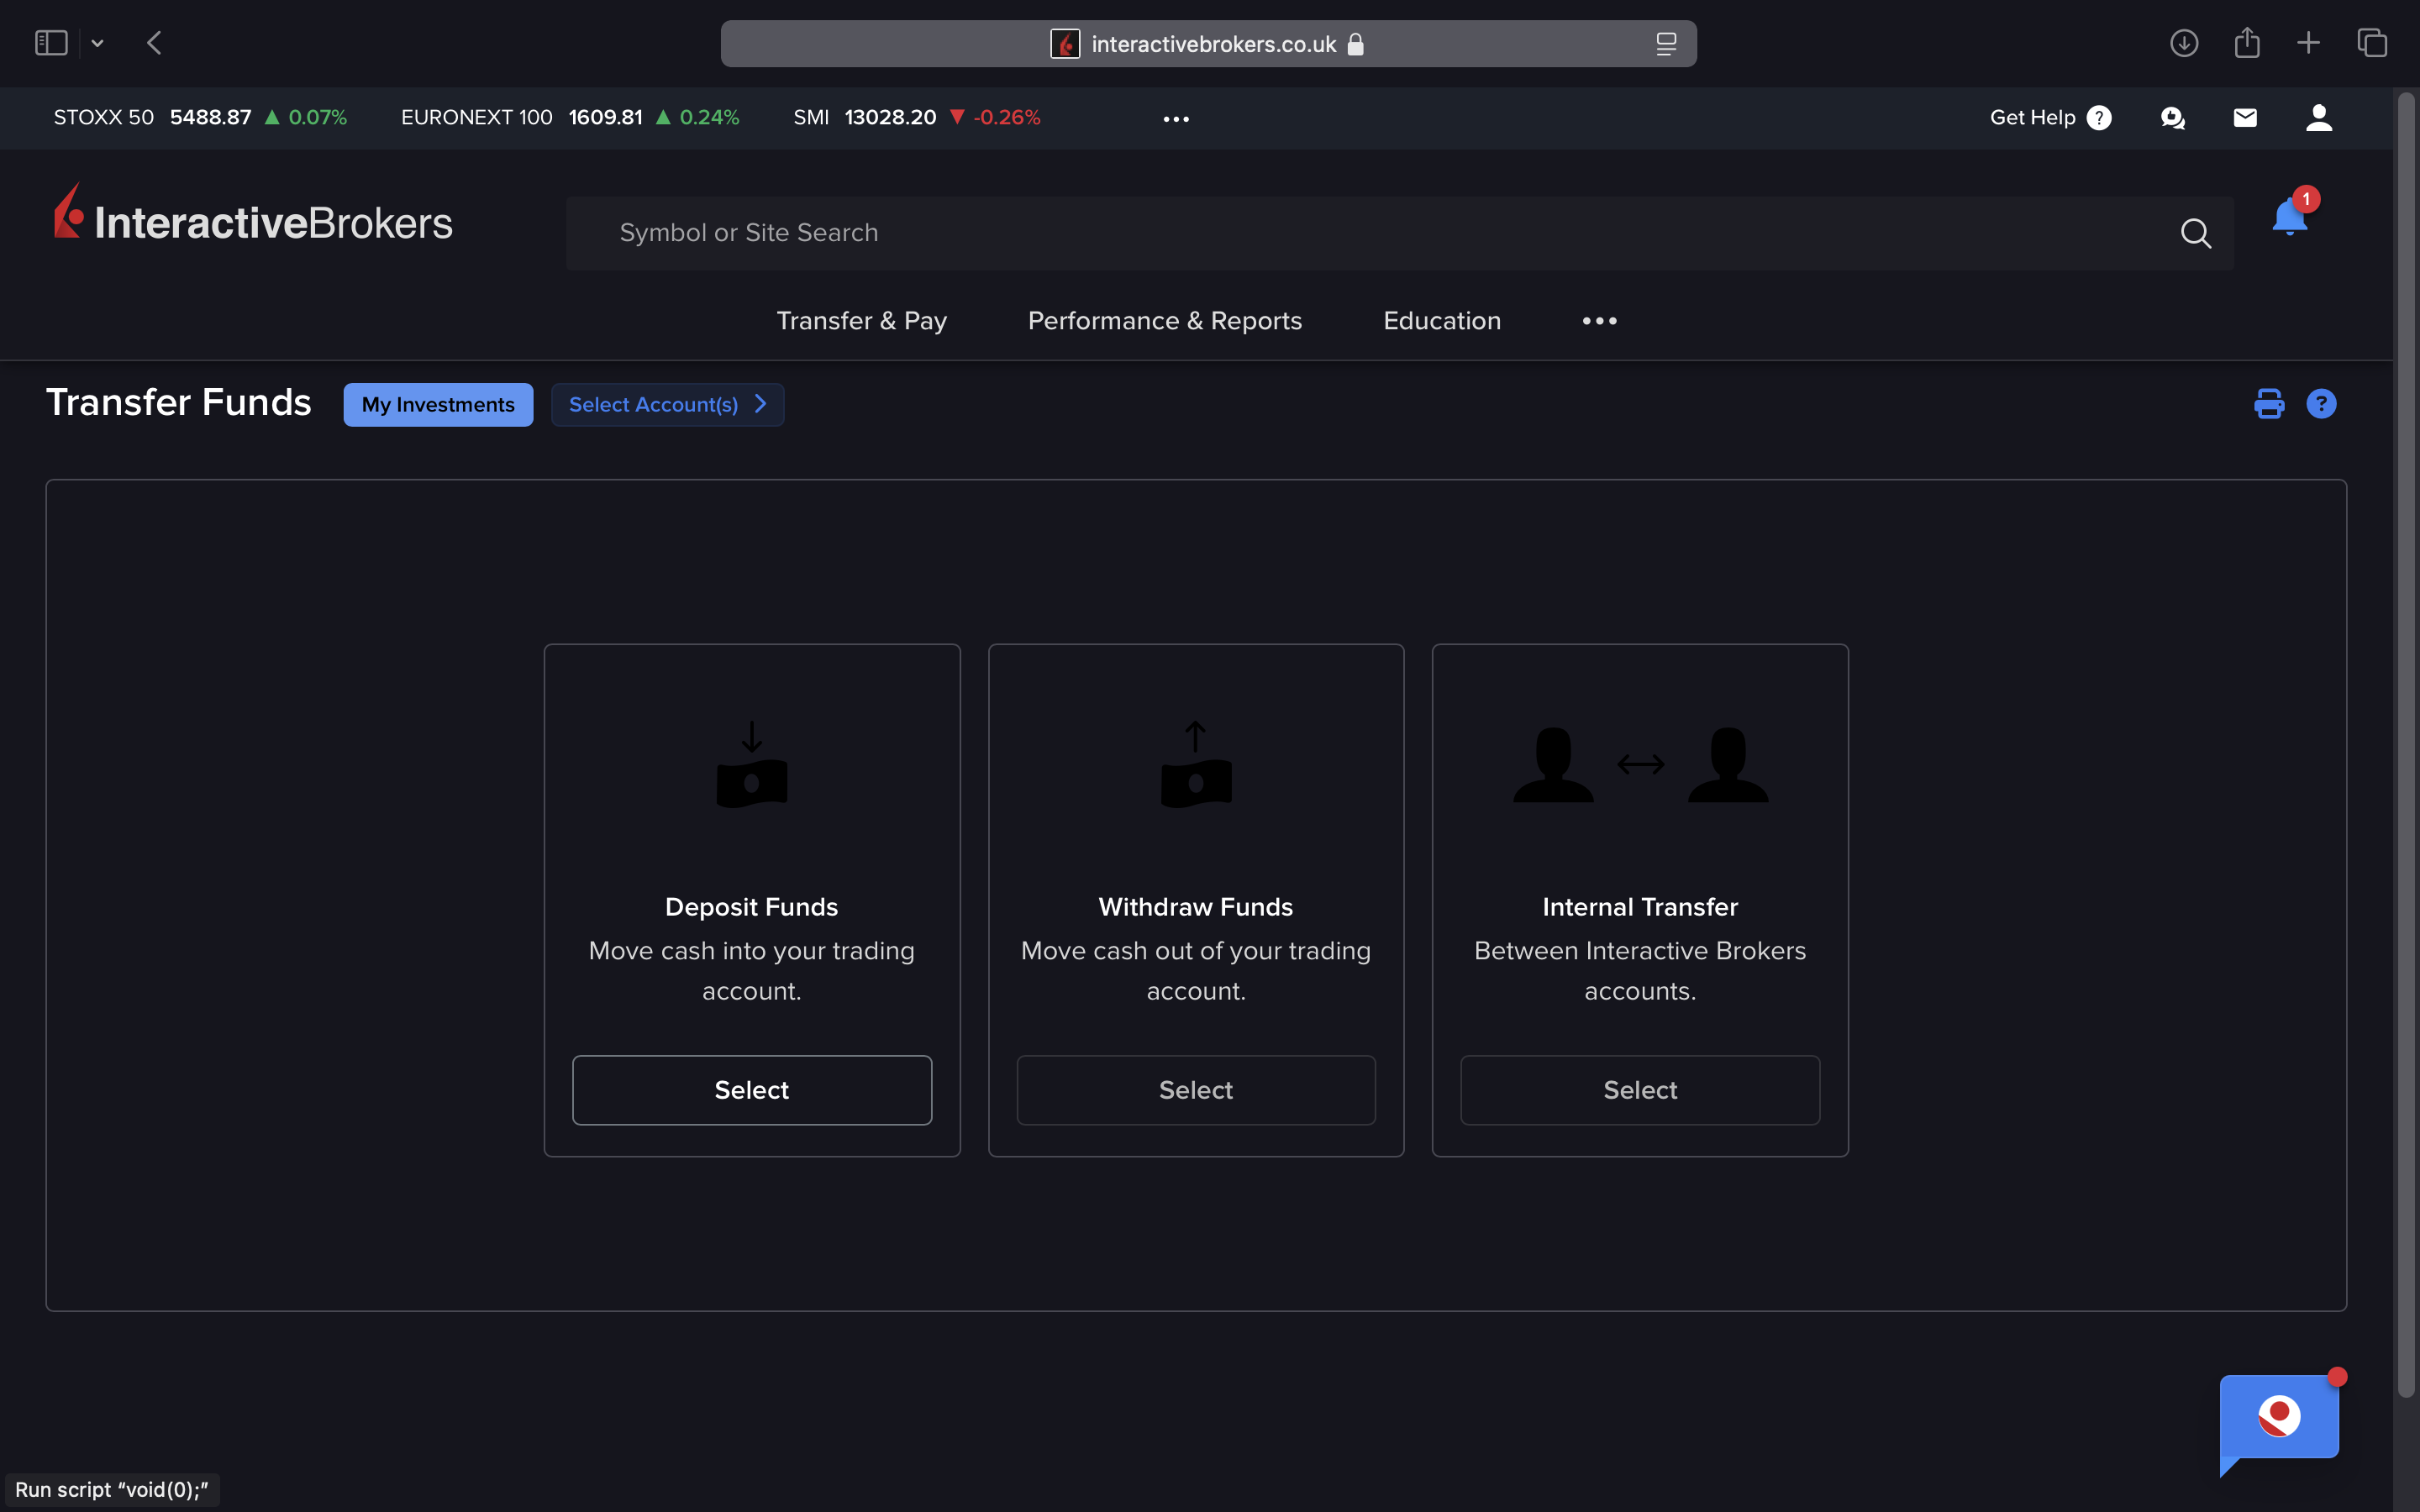 interactivebrokers.co.uk
STOXX 50 5488.87 ▲ 0.07% EURONEXT 100 1609.81 ▲ 0.24% SMI 13028.20 ▼ -0.26% ••• Get Help ?
InteractiveBrokers
Symbol or Site Search
1
Transfer & Pay Performance & Reports Education •••
Transfer Funds My Investments Select Account(s) > ?
Deposit Funds
Move cash into your trading
account.
Select
Withdraw Funds
Move cash out of your trading
account.
Select
Internal Transfer
Between Interactive Brokers
accounts.
Select
Run script “void(0);”